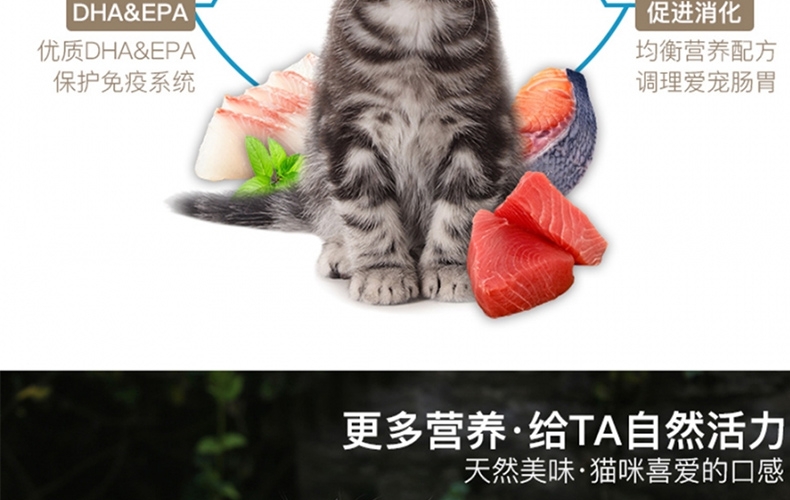 DHA&EPA
优质DHA&EPA
保护免疫系统
促进消化
均衡营养配方
调理爱宠肠胃
更多营养·给TA自然活力
天然美味·猫咪喜爱的口感